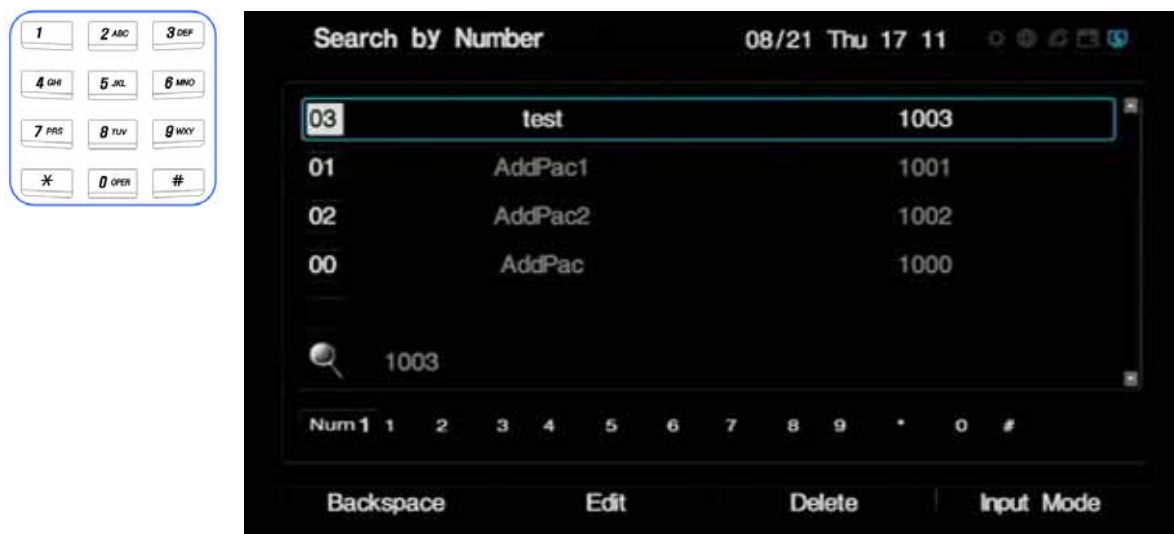 1 2 ABC 3 DEF
4 GHI 5 JKL 6 MNO
7 PRS 8 TUV 9 WXY
* 0 OPER #
Search by Number 08/21 Thu 17 11
03 test 1003
01 AddPac1 1001
02 AddPac2 1002
00 AddPac 1000
1003
Num 1 1 2 3 4 5 6 7 8 9 * 0 #
Backspace Edit Delete Input Mode